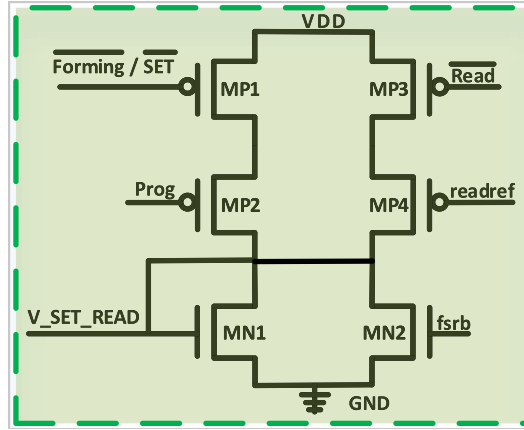 VDD
Forming / SET
MP1
MP3
Read
Prog
MP2
MP4
readref
V_SET_READ
MN1
MN2
fsrb
GND